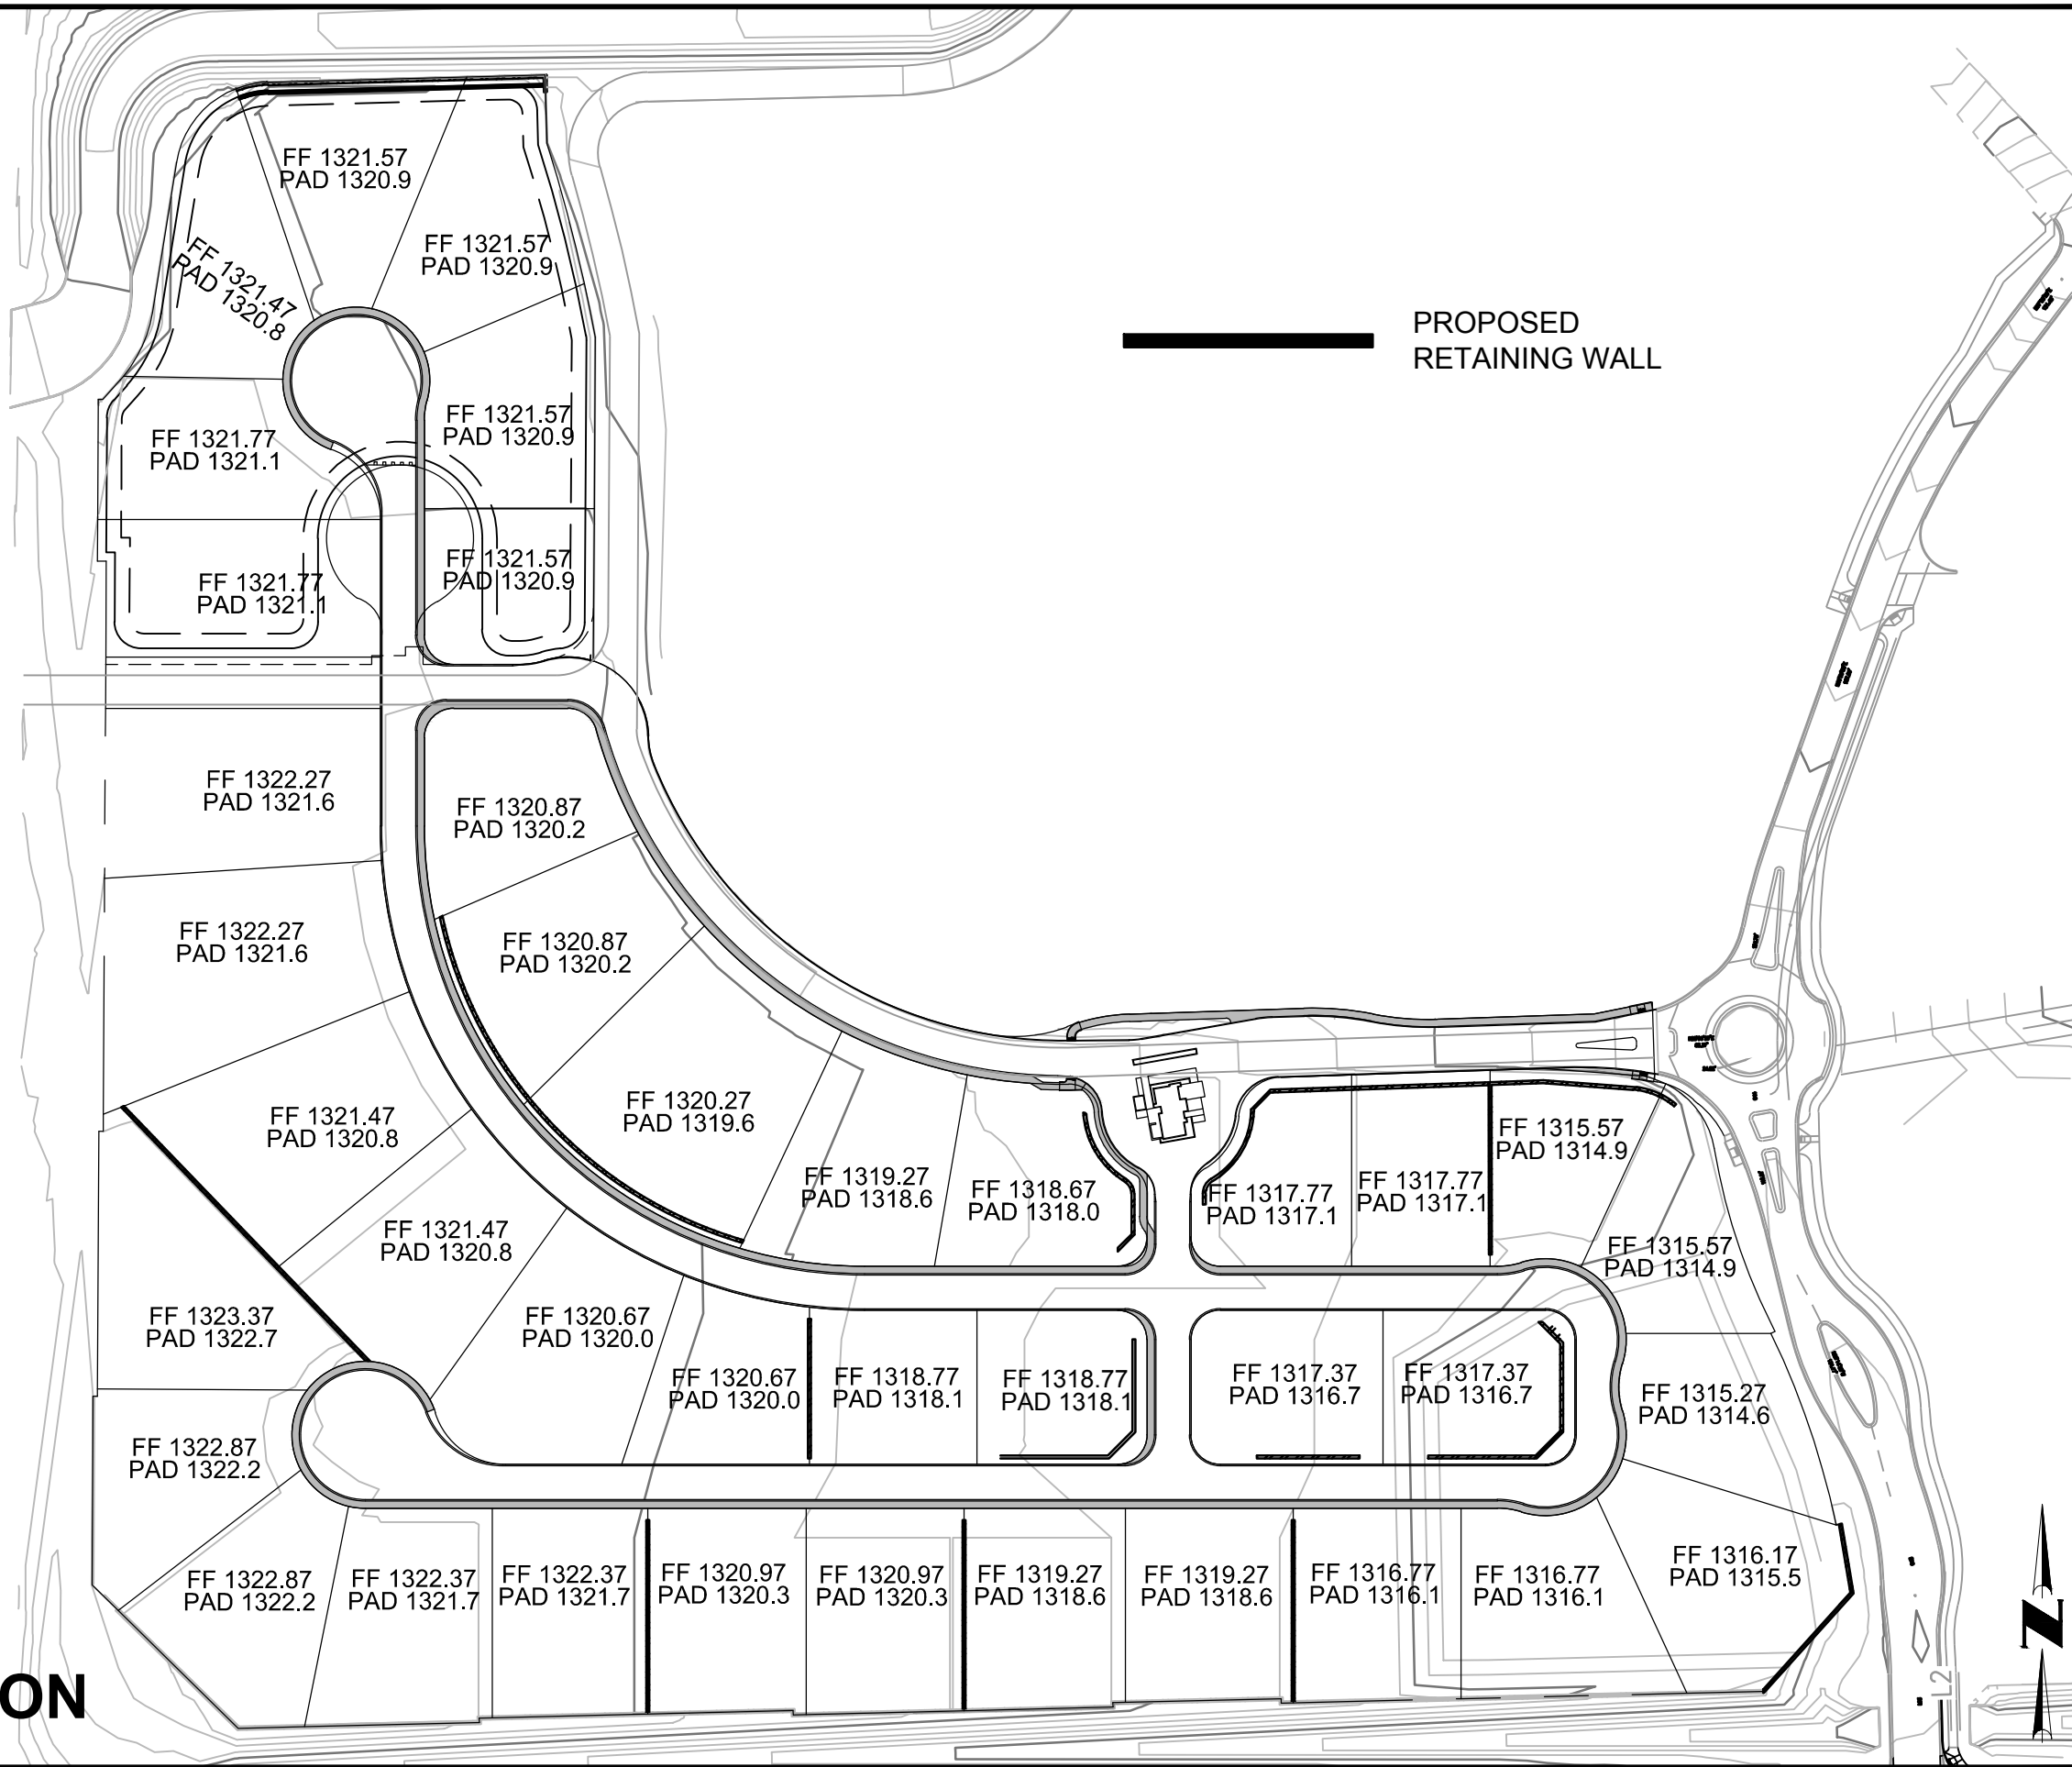 FF 1321.57
PAD 1320.9
FF 1321.57
PAD 1320.9
FF 1321.47
PAD 1320.8
PROPOSED
RETAINING WALL
FF 1321.57
PAD 1320.9
FF 1321.77
PAD 1321.1
FF 1321.57
PAD 1320.9
FF 1321.77
PAD 1321.1
FF 1322.27
PAD 1321.6
FF 1320.87
PAD 1320.2
FF 1322.27
PAD 1321.6
FF 1320.87
PAD 1320.2
FF 1321.47
PAD 1320.8
FF 1320.27
PAD 1319.6
FF 1319.27
PAD 1318.6
FF 1318.67
PAD 1318.0
FF 1317.77
PAD 1317.1
FF 1317.77
PAD 1317.1
FF 1315.57
PAD 1314.9
FF 1321.47
PAD 1320.8
FF 1315.57
PAD 1314.9
FF 1323.37
PAD 1322.7
FF 1320.67
PAD 1320.0
FF 1320.67
PAD 1320.0
FF 1318.77
PAD 1318.1
FF 1318.77
PAD 1318.1
FF 1317.37
PAD 1316.7
FF 1317.37
PAD 1316.7
FF 1315.27
PAD 1314.6
FF 1322.87
PAD 1322.2
FF 1322.87
PAD 1322.2
FF 1322.37
PAD 1321.7
FF 1322.37
PAD 1321.7
FF 1320.97
PAD 1320.3
FF 1320.97
PAD 1320.3
FF 1319.27
PAD 1318.6
FF 1319.27
PAD 1318.6
FF 1316.77
PAD 1316.1
FF 1316.77
PAD 1316.1
FF 1316.17
PAD 1315.5
N
L2
ON